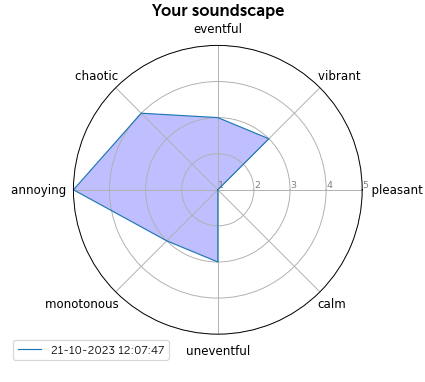 Your soundscape
eventful
chaotic
vibrant
annoying
1 2 3 4 5
pleasant
monotonous
calm
uneventful
21-10-2023 12:07:47